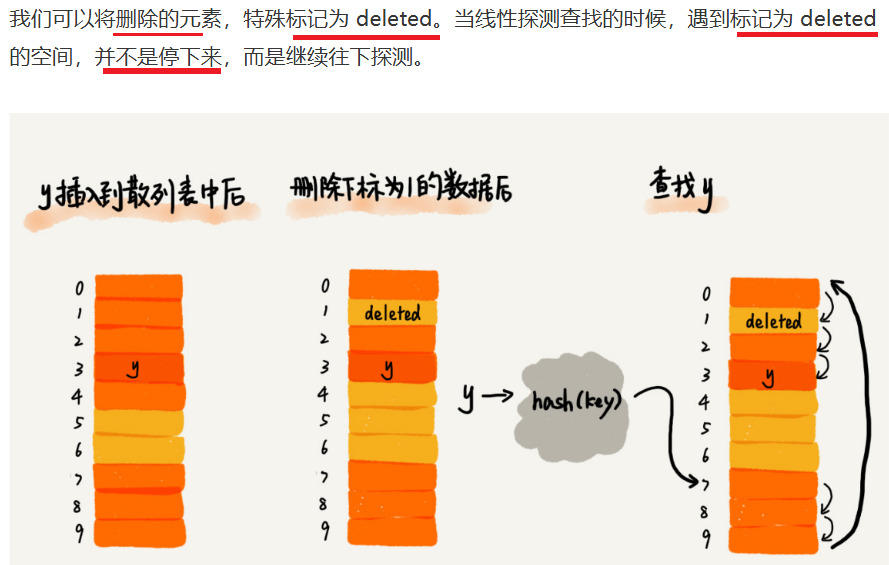 我们可以将删除的元素，特殊标记为 deleted。当线性探测查找的时候，遇到标记为 deleted
的空间，并不是停下来，而是继续往下探测。
y插入到散列表中后
删除下标为1的数据后
查找y
0
1
2
3 y
4
5
6
7
8
9
0
1 deleted
2
3 y
4
5
6
7
8
9
y
hash(key)
0
1 deleted
2
3 y
4
5
6
7
8
9